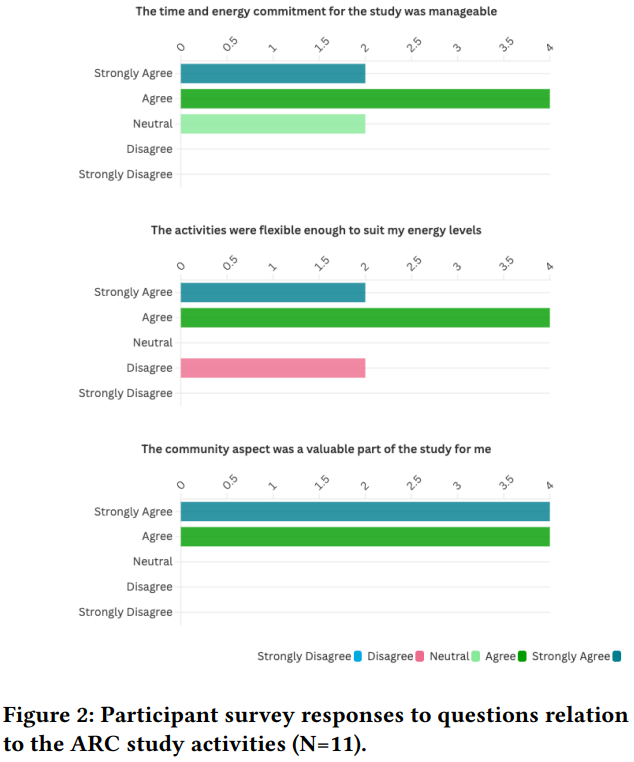 The time and energy commitment for the study was manageable
0 0.5 1 1.5 2 2.5 3 3.5 4
Strongly Agree
Agree
Neutral
Disagree
Strongly Disagree
The activities were flexible enough to suit my energy levels
0 0.5 1 1.5 2 2.5 3 3.5 4
Strongly Agree
Agree
Neutral
Disagree
Strongly Disagree
The community aspect was a valuable part of the study for me
0 0.5 1 1.5 2 2.5 3 3.5 4
Strongly Agree
Agree
Neutral
Disagree
Strongly Disagree
Strongly Disagree Disagree Neutral Agree Strongly Agree
Figure 2: Participant survey responses to questions relation
to the ARC study activities (N=11).